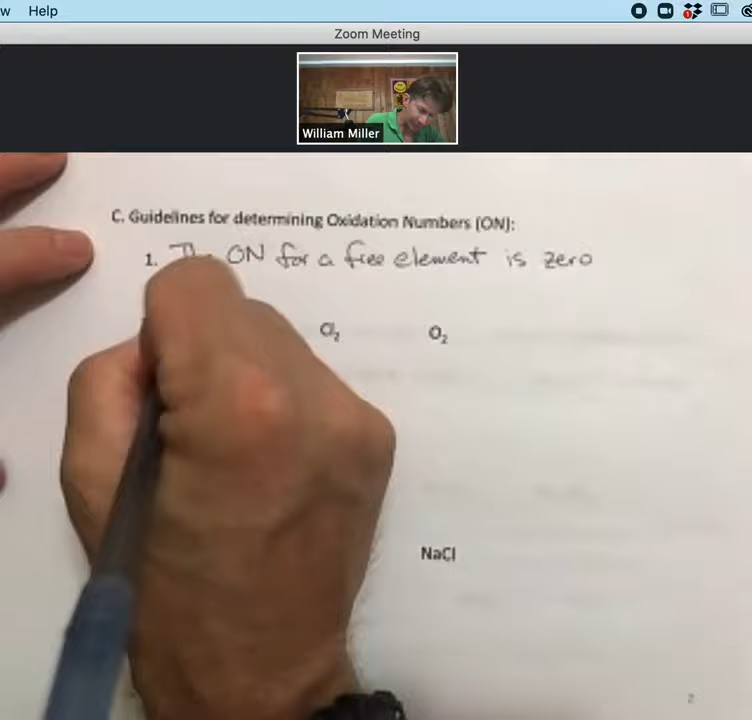 w Help
Zoom Meeting
William Miller
C. Guidelines for determining Oxidation Numbers (ON):
1. ON for a free element is zero
Cl₂ O₂
NaCl
2